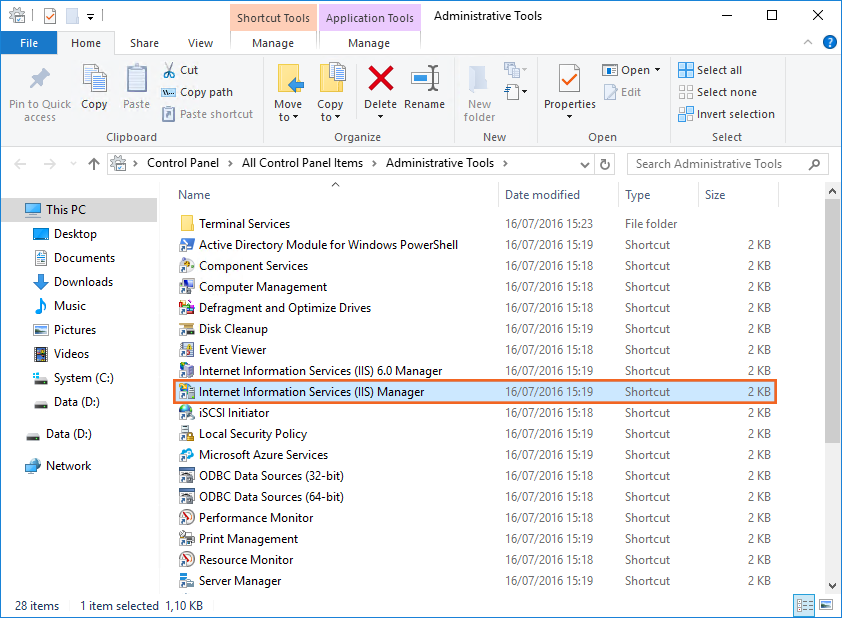 Shortcut Tools Application Tools Administrative Tools
File Home Share View Manage Manage
Pin to Quick access
Copy
Paste
Cut
Copy path
Paste shortcut
Clipboard
Move to
Copy to
Delete
Rename
Organize
New folder
New
Properties
Open
Edit
Open
Select all
Select none
Invert selection
Select
Control Panel All Control Panel Items Administrative Tools Search Administrative Tools
This PC
Desktop
Documents
Downloads
Music
Pictures
Videos
System (C:)
Data (D:)
Data (D:)
Network
Name Date modified Type Size
Terminal Services 16/07/2016 15:23 File folder
Active Directory Module for Windows PowerShell 16/07/2016 15:19 Shortcut 2 KB
Component Services 16/07/2016 15:18 Shortcut 2 KB
Computer Management 16/07/2016 15:18 Shortcut 2 KB
Defragment and Optimize Drives 16/07/2016 15:18 Shortcut 2 KB
Disk Cleanup 16/07/2016 15:19 Shortcut 2 KB
Event Viewer 16/07/2016 15:18 Shortcut 2 KB
Internet Information Services (IIS) 6.0 Manager 16/07/2016 15:19 Shortcut 2 KB
Internet Information Services (IIS) Manager 16/07/2016 15:19 Shortcut 2 KB
iSCSI Initiator 16/07/2016 15:18 Shortcut 2 KB
Local Security Policy 16/07/2016 15:19 Shortcut 2 KB
Microsoft Azure Services 16/07/2016 15:19 Shortcut 2 KB
ODBC Data Sources (32-bit) 16/07/2016 15:18 Shortcut 2 KB
ODBC Data Sources (64-bit) 16/07/2016 15:18 Shortcut 2 KB
Performance Monitor 16/07/2016 15:18 Shortcut 2 KB
Print Management 16/07/2016 15:19 Shortcut 2 KB
Resource Monitor 16/07/2016 15:18 Shortcut 2 KB
Server Manager 16/07/2016 15:19 Shortcut 2 KB
28 items 1 item selected 1,10 KB